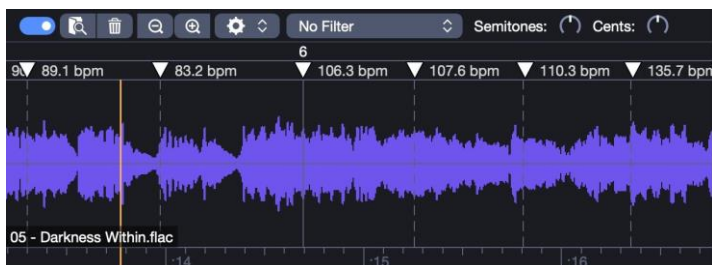 No Filter Semitones: Cents:
6
89.1 bpm 83.2 bpm 106.3 bpm 107.6 bpm 110.3 bpm 135.7 bpm
05 - Darkness Within.flac
:14 :15 :16